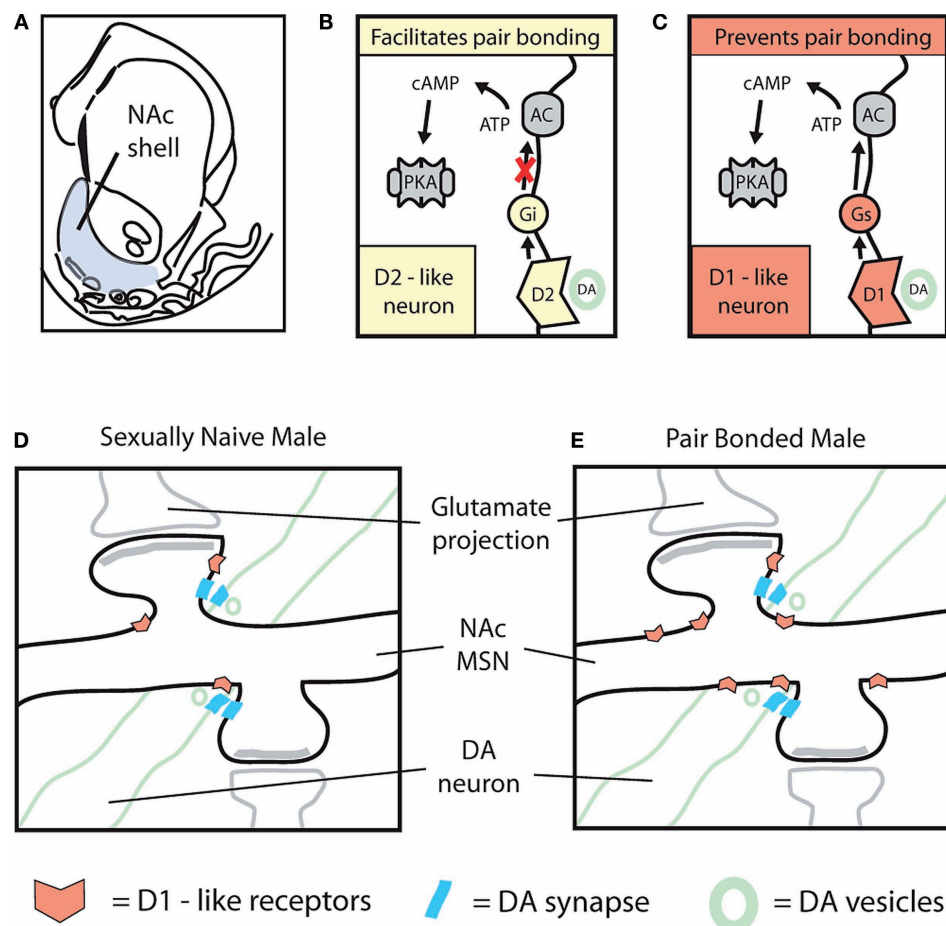 A
NAc
shell
B
Facilitates pair bonding
cAMP
ATP
AC
PKA
Gi
D2 - like
neuron
D2
DA
C
Prevents pair bonding
cAMP
ATP
AC
PKA
Gs
D1 - like
neuron
D1
DA
D
Sexually Naive Male
E
Pair Bonded Male
Glutamate
projection
NAc
MSN
DA
neuron
= D1 - like receptors
= DA synapse
= DA vesicles